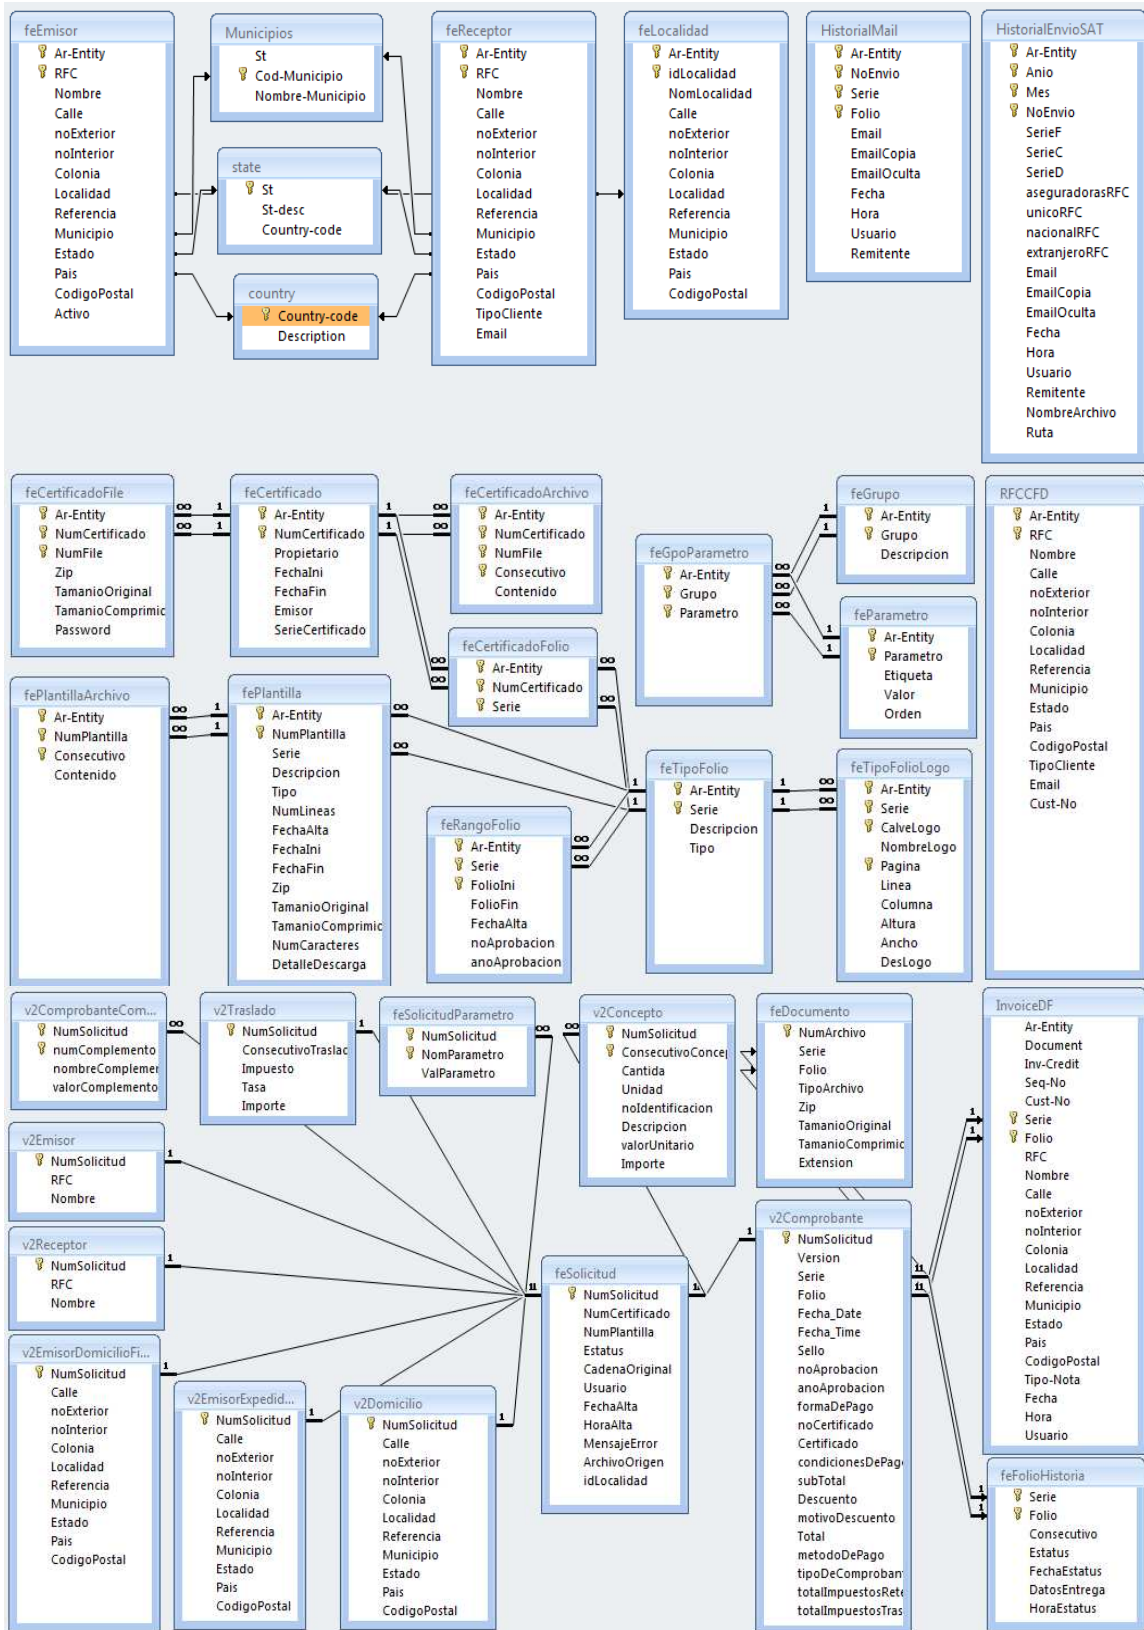 feEmisor
Ar-Entity
RFC
Nombre
Calle
noExterior
noInterior
Colonia
Localidad
Referencia
Municipio
Estado
Pais
CodigoPostal
Activo
Municipios
St
Cod-Municipio
Nombre-Municipio
state
St
St-desc
Country-code
country
Country-code
Description
feReceptor
Ar-Entity
RFC
Nombre
Calle
noExterior
noInterior
Colonia
Localidad
Referencia
Municipio
Estado
Pais
CodigoPostal
TipoCliente
Email
feLocalidad
Ar-Entity
idLocalidad
NomLocalidad
Calle
noExterior
noInterior
Colonia
Localidad
Referencia
Municipio
Estado
Pais
CodigoPostal
HistorialMail
Ar-Entity
NoEnvio
Serie
Folio
Email
EmailCopia
EmailOculta
Fecha
Hora
Usuario
Remitente
HistorialEnvioSAT
Ar-Entity
Anio
Mes
NoEnvio
SerieF
SerieC
SerieD
aseguradorasRFC
unicoRFC
nacionalRFC
extranjeroRFC
Email
EmailCopia
EmailOculta
Fecha
Hora
Usuario
Remitente
NombreArchivo
Ruta
feCertificadoFile
Ar-Entity
NumCertificado
NumFile
Zip
TamanioOriginal
TamanioComprimic
Password
feCertificado
Ar-Entity
NumCertificado
Propietario
FechaIni
FechaFin
Emisor
SerieCertificado
feCertificadoArchivo
Ar-Entity
NumCertificado
NumFile
Consecutivo
Contenido
feCertificadoFolio
Ar-Entity
NumCertificado
Serie
feGpoParametro
Ar-Entity
Grupo
Parametro
feGrupo
Ar-Entity
Grupo
Descripcion
feParametro
Ar-Entity
Parametro
Etiqueta
Valor
Orden
RFCCFD
Ar-Entity
RFC
Nombre
Calle
noExterior
noInterior
Colonia
Localidad
Referencia
Municipio
Estado
Pais
CodigoPostal
TipoCliente
Email
Cust-No
fePlantillaArchivo
Ar-Entity
NumPlantilla
Consecutivo
Contenido
fePlantilla
Ar-Entity
NumPlantilla
Serie
Descripcion
Tipo
NumLineas
FechaAlta
FechaIni
FechaFin
Zip
TamanioOriginal
TamanioComprimic
NumCaracteres
DetalleDescarga
feRangoFolio
Ar-Entity
Serie
FolioIni
FolioFin
FechaAlta
noAprobacion
anoAprobacion
feTipoFolio
Ar-Entity
Serie
Descripcion
Tipo
feTipoFolioLogo
Ar-Entity
Serie
CalveLogo
NombreLogo
Pagina
Linea
Columna
Altura
Ancho
DesLogo
v2ComprobanteCom...
NumSolicitud
numComplemento
nombreComplemer
valorComplemento
v2Traslado
NumSolicitud
ConsecutivoTraslac
Impuesto
Tasa
Importe
feSolicitudParametro
NumSolicitud
NomParametro
ValParametro
v2Concepto
NumSolicitud
ConsecutivoConcep
Cantida
Unidad
noIdentificacion
Descripcion
valorUnitario
Importe
feDocumento
NumArchivo
Serie
Folio
TipoArchivo
Zip
TamanioOriginal
TamanioComprimic
Extension
InvoiceDF
Ar-Entity
Document
Inv-Credit
Seq-No
Cust-No
Serie
Folio
RFC
Nombre
Calle
noExterior
noInterior
Colonia
Localidad
Referencia
Municipio
Estado
Pais
CodigoPostal
Tipo-Nota
Fecha
Hora
Usuario
v2Emisor
NumSolicitud
RFC
Nombre
v2Receptor
NumSolicitud
RFC
Nombre
v2EmisorDomicilioFi...
NumSolicitud
Calle
noExterior
noInterior
Colonia
Localidad
Referencia
Municipio
Estado
Pais
CodigoPostal
v2EmisorExpedid...
NumSolicitud
Calle
noExterior
noInterior
Colonia
Localidad
Referencia
Municipio
Estado
Pais
CodigoPostal
v2Domicilio
NumSolicitud
Calle
noExterior
noInterior
Colonia
Localidad
Referencia
Municipio
Estado
Pais
CodigoPostal
feSolicitud
NumSolicitud
NumCertificado
NumPlantilla
Estatus
CadenaOriginal
Usuario
FechaAlta
HoraAlta
MensajeError
ArchivoOrigen
idLocalidad
v2Comprobante
NumSolicitud
Version
Serie
Folio
Fecha_Date
Fecha_Time
Sello
noAprobacion
anoAprobacion
formaDePago
noCertificado
Certificado
condicionesDePago
subTotal
Descuento
motivoDescuento
Total
metodoDePago
tipoDeComproban
totalImpuestosRete
totalImpuestosTras
feFolioHistoria
Serie
Folio
Consecutivo
Estatus
FechaEstatus
DatosEntrega
HoraEstatus